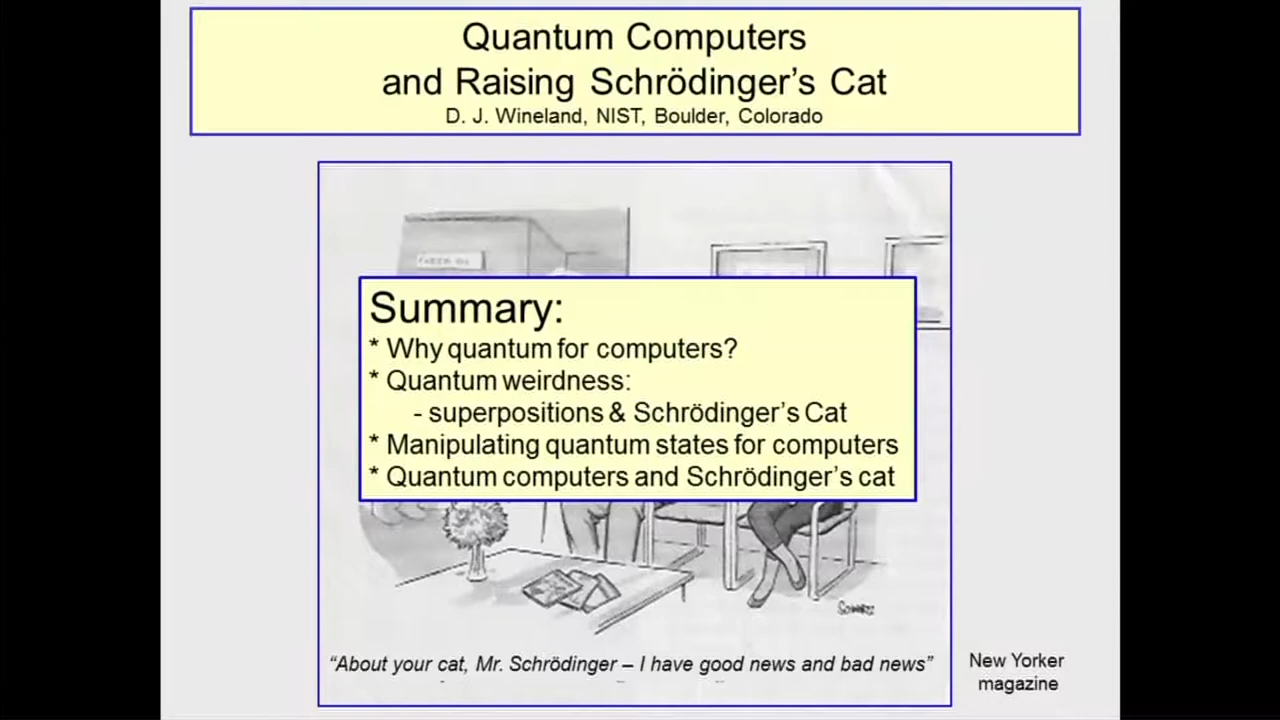 Quantum Computers
and Raising Schrödinger's Cat
D. J. Wineland, NIST, Boulder, Colorado
Summary:
* Why quantum for computers?
* Quantum weirdness:
- superpositions & Schrödinger's Cat
* Manipulating quantum states for computers
* Quantum computers and Schrödinger's cat
“About your cat, Mr. Schrödinger – I have good news and bad news”
New Yorker
magazine